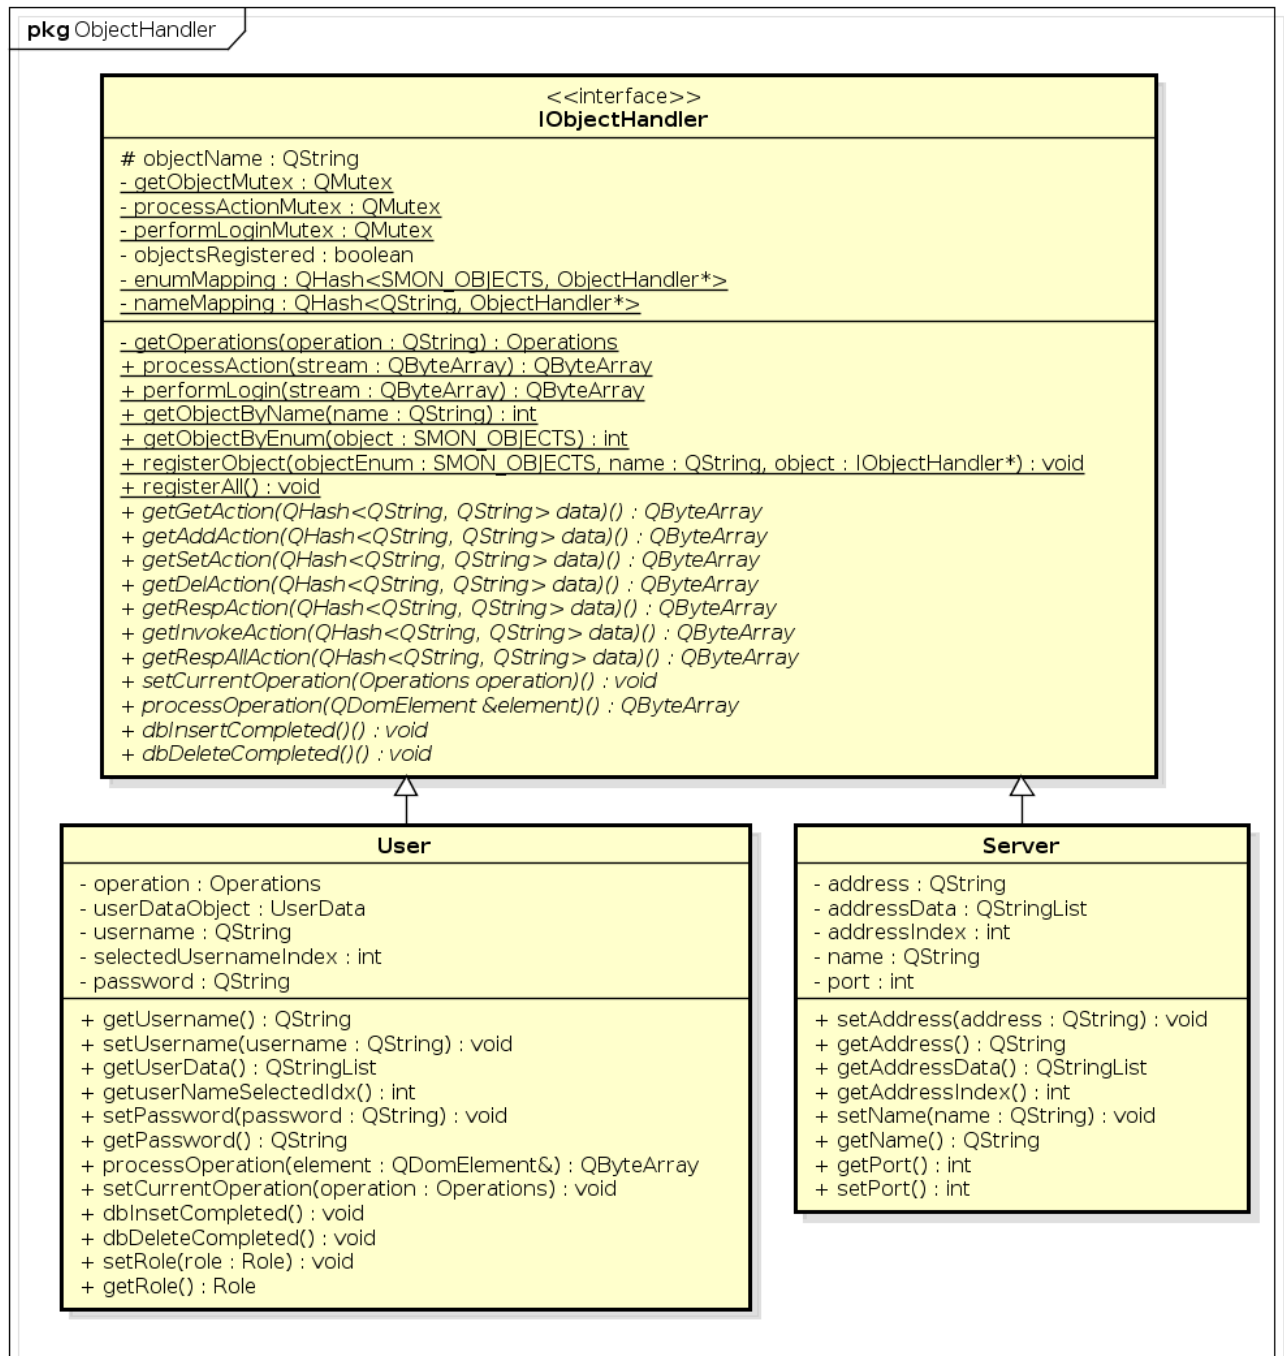 pkg ObjectHandler
<<interface>>
IObjectHandler
# objectName : QString
- getObjectMutex : QMutex
- processActionMutex : QMutex
- performLoginMutex : QMutex
- objectsRegistered : boolean
- enumMapping : QHash<SMON_OBJECTS, ObjectHandler*>
- nameMapping : QHash<QString, ObjectHandler*>
- getOperations(operation : QString) : Operations
+ processAction(stream : QByteArray) : QByteArray
+ performLogin(stream : QByteArray) : QByteArray
+ getObjectByName(name : QString) : int
+ getObjectByEnum(object : SMON_OBJECTS) : int
+ registerObject(objectEnum : SMON_OBJECTS, name : QString, object : IObjectHandler*) : void
+ registerAll() : void
+ getGetAction(QHash<QString, QString> data)() : QByteArray
+ getAddAction(QHash<QString, QString> data)() : QByteArray
+ getSetAction(QHash<QString, QString> data)() : QByteArray
+ getDelAction(QHash<QString, QString> data)() : QByteArray
+ getRespAction(QHash<QString, QString> data)() : QByteArray
+ getInvokeAction(QHash<QString, QString> data)() : QByteArray
+ getRespAllAction(QHash<QString, QString> data)() : QByteArray
+ setCurrentOperation(Operations operation)() : void
+ processOperation(QDomElement &element)() : QByteArray
+ dbInsertCompleted()() : void
+ dbDeleteCompleted()() : void
User
- operation : Operations
- userDataObject : UserData
- username : QString
- selectedUsernameIndex : int
- password : QString
+ getUsername() : QString
+ setUsername(username : QString) : void
+ getUserData() : QStringList
+ getuserNameSelectedIdx() : int
+ setPassword(password : QString) : void
+ getPassword() : QString
+ processOperation(element : QDomElement&) : QByteArray
+ setCurrentOperation(operation : Operations) : void
+ dbInsetCompleted() : void
+ dbDeleteCompleted() : void
+ setRole(role : Role) : void
+ getRole() : Role
Server
- address : QString
- addressData : QStringList
- addressIndex : int
- name : QString
- port : int
+ setAddress(address : QString) : void
+ getAddress() : QString
+ getAddressData() : QStringList
+ getAddressIndex() : int
+ setName(name : QString) : void
+ getName() : QString
+ getPort() : int
+ setPort() : int